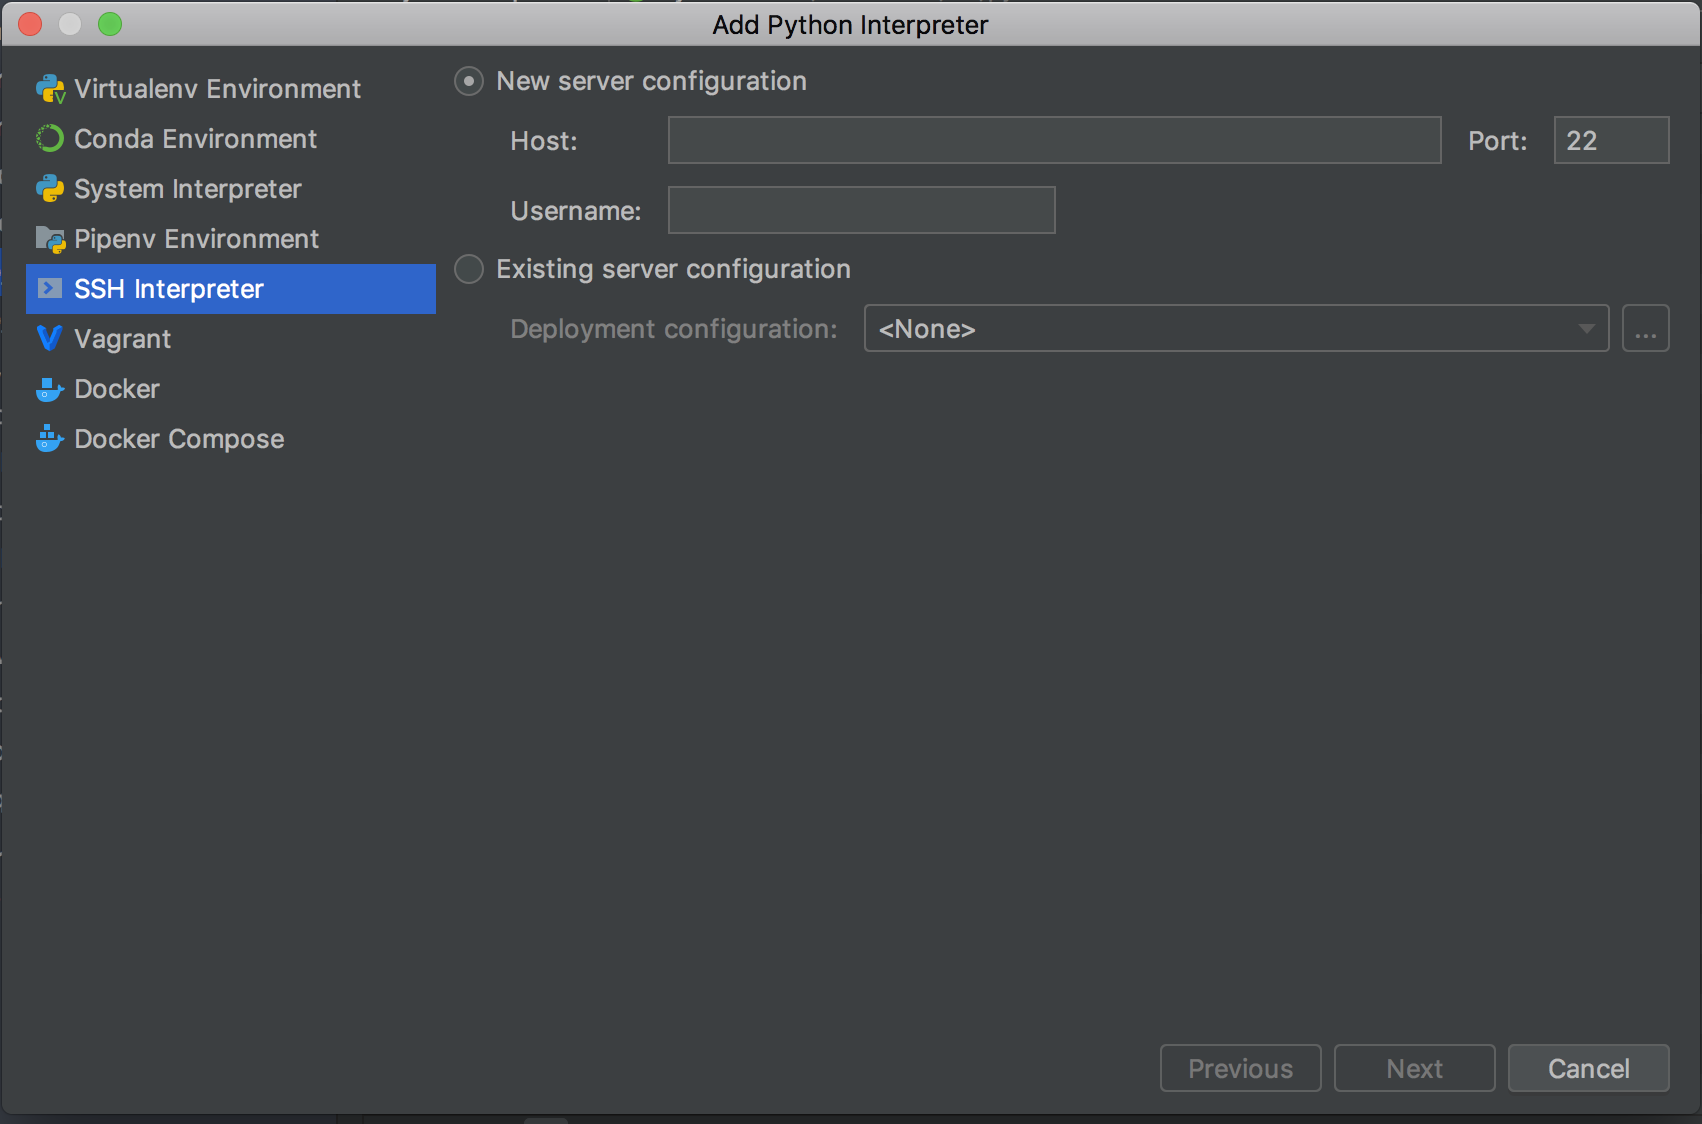 Add Python Interpreter
Virtualenv Environment
Conda Environment
System Interpreter
Pipenv Environment
SSH Interpreter
Vagrant
Docker
Docker Compose
New server configuration
Host:
Port: 22
Username:
Existing server configuration
Deployment configuration: <None> ...
Previous Next Cancel